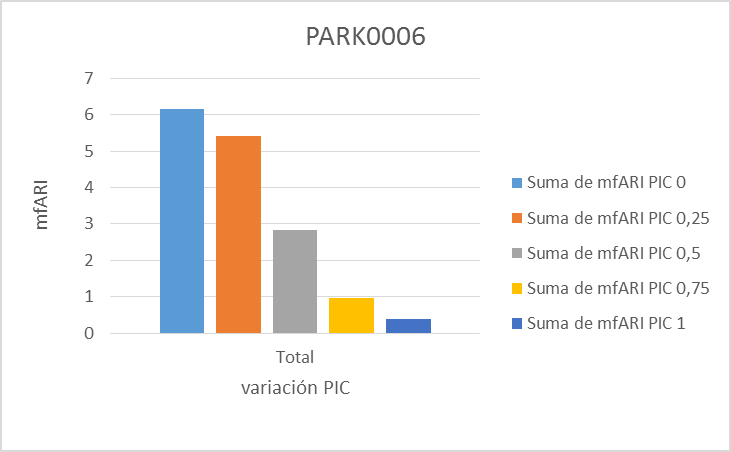 PARK0006
7
6
5
4
3
2
1
0
mfARI
Total
variación PIC
Suma de mfARI PIC 0
Suma de mfARI PIC 0,25
Suma de mfARI PIC 0,5
Suma de mfARI PIC 0,75
Suma de mfARI PIC 1